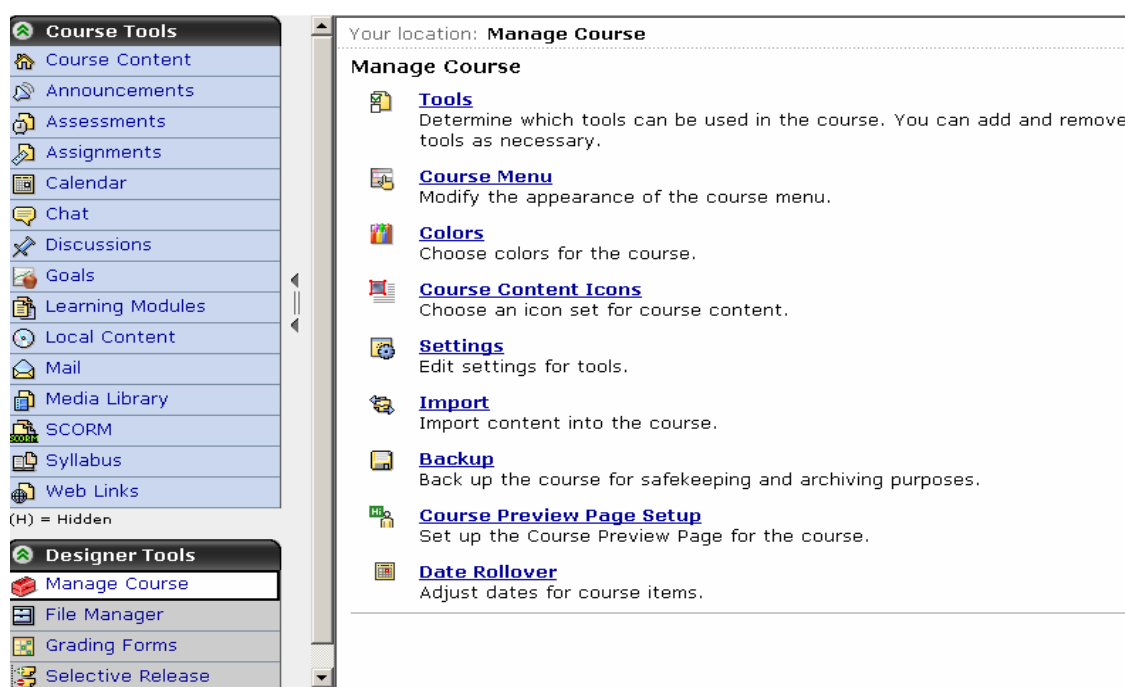 Course Tools
Course Content
Announcements
Assessments
Assignments
Calendar
Chat
Discussions
Goals
Learning Modules
Local Content
Mail
Media Library
SCORM
SCORM
Syllabus
Web Links
(H) = Hidden
Designer Tools
Manage Course
File Manager
Grading Forms
Selective Release
Your location: Manage Course
Manage Course
Tools
Determine which tools can be used in the course. You can add and remove
tools as necessary.
Course Menu
Modify the appearance of the course menu.
Colors
Choose colors for the course.
Course Content Icons
Choose an icon set for course content.
Settings
Edit settings for tools.
Import
Import content into the course.
Backup
Back up the course for safekeeping and archiving purposes.
Hi
Course Preview Page Setup
Set up the Course Preview Page for the course.
Date Rollover
Adjust dates for course items.